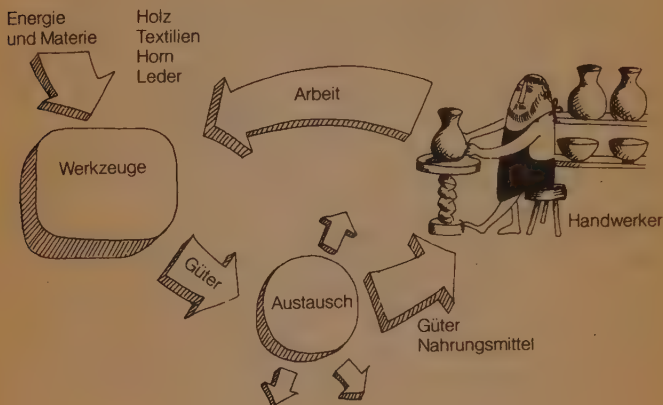 Energie
und Materie
Holz
Textilien
Horn
Leder
Arbeit
Werkzeuge
Handwerker
Güter
Austausch
Güter
Nahrungsmittel